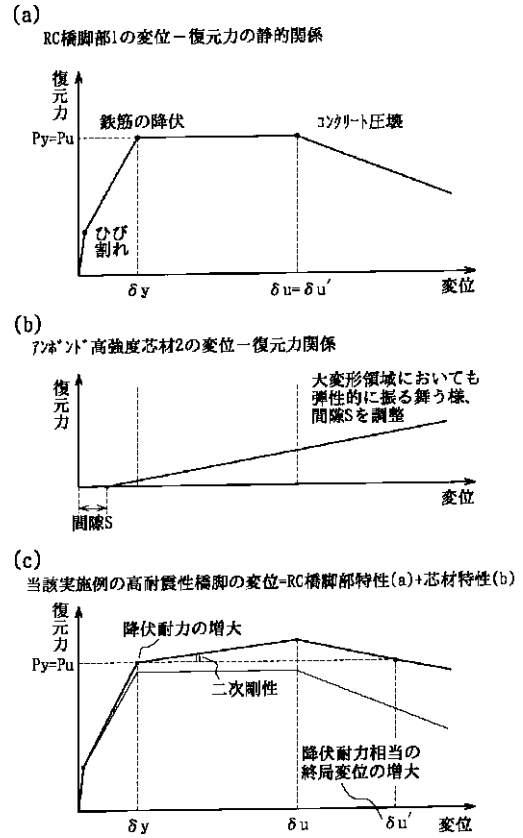 (a)
RC橋脚部1の変位－復元力の静的関係
復元力
鉄筋の降伏
コンクリート圧壊
Py=Pu
ひび
割れ
δy
δu=δu′
変位
(b)
アンボンド高強度芯材2の変位－復元力関係
復元力
大変形領域においても
弾性的に振る舞う様、
間隙Sを調整
変位
間隙S
(c)
当該実施例の高耐震性橋脚の変位=RC橋脚部特性(a)+芯材特性(b)
復元力
降伏耐力の増大
Py=Pu
二次剛性
降伏耐力相当の
終局変位の増大
δy
δu
δu′
変位